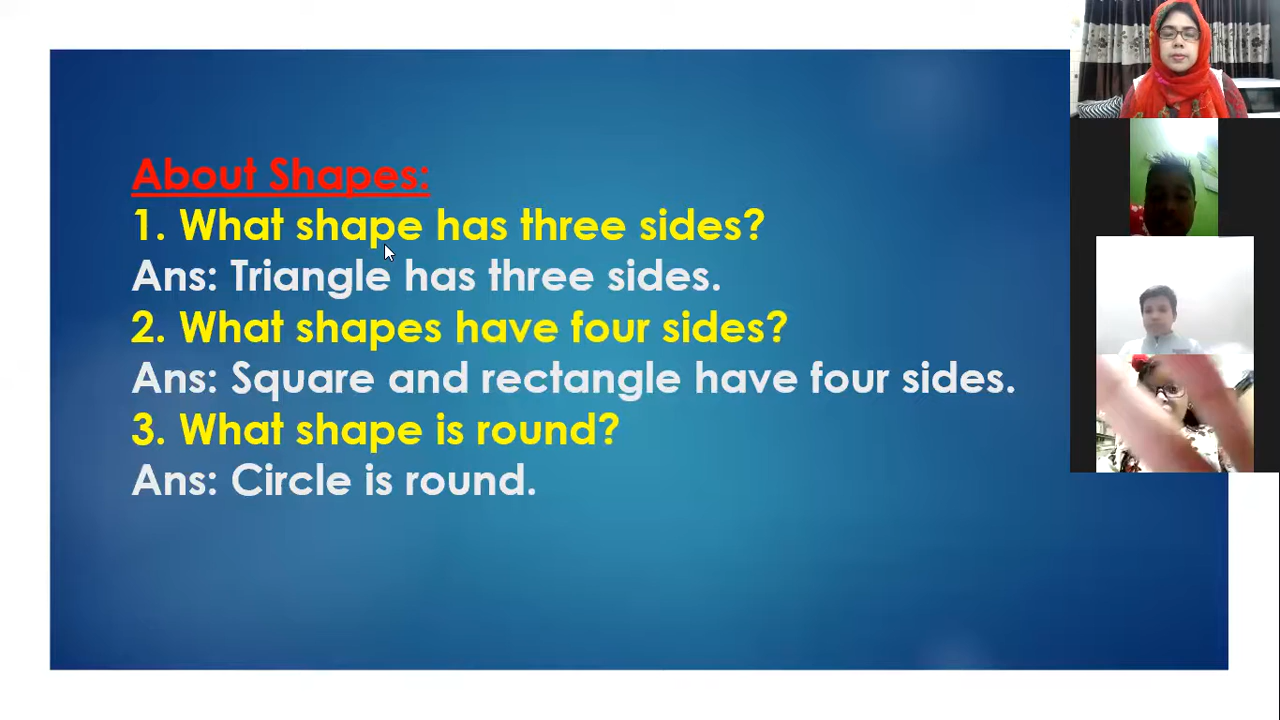 About Shapes:
1. What shape has three sides?
Ans: Triangle has three sides.
2. What shapes have four sides?
Ans: Square and rectangle have four sides.
3. What shape is round?
Ans: Circle is round.